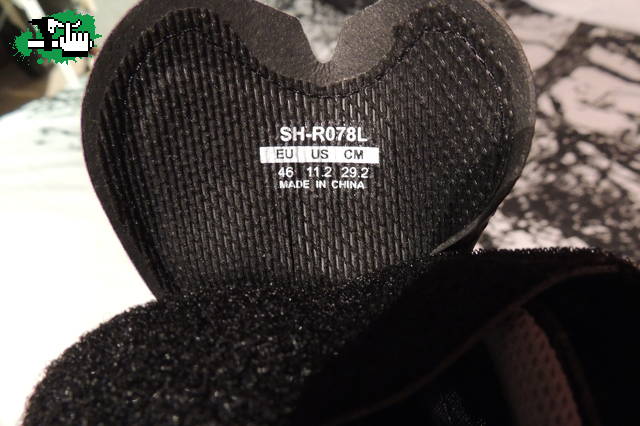 SH-R078L
EU US CM
46 11.2 29.2
MADE IN CHINA